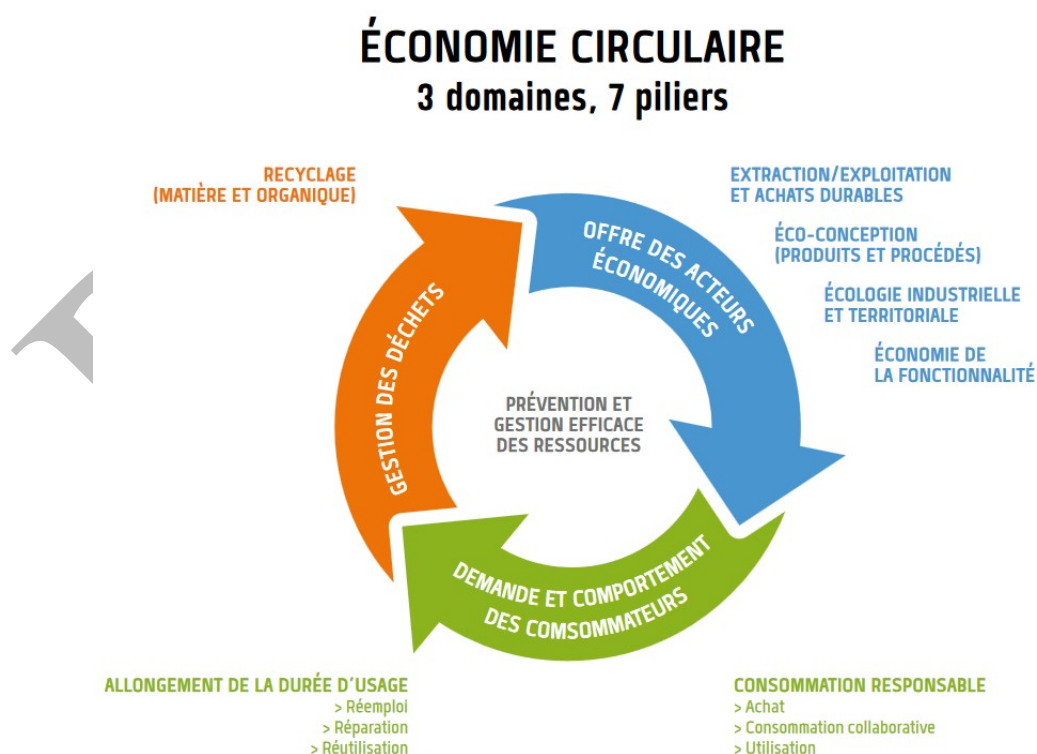 ÉCONOMIE CIRCULAIRE
3 domaines, 7 piliers
RECYCLAGE
(MATIÈRE ET ORGANIQUE)
EXTRACTION/EXPLOITATION
ET ACHATS DURABLES
ÉCO-CONCEPTION
(PRODUITS ET PROCÉDÉS)
ÉCOLOGIE INDUSTRIELLE
ET TERRITORIALE
ÉCONOMIE DE
LA FONCTIONNALITÉ
OFFRE DES ACTEURS
ÉCONOMIQUES
GESTION DES DÉCHETS
PRÉVENTION ET
GESTION EFFICACE
DES RESSOURCES
DEMANDE ET COMPORTEMENT
DES COMSOMMATEURS
ALLONGEMENT DE LA DURÉE D'USAGE
> Réemploi
> Réparation
> Réutilisation
CONSOMMATION RESPONSABLE
> Achat
> Consommation collaborative
> Utilisation